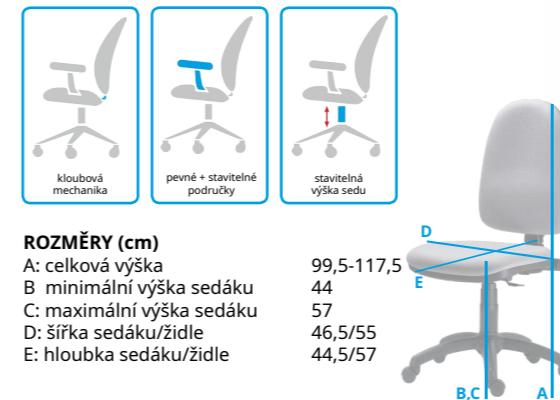 kloubová
mechanika
pevné + stavitelné
područky
stavitelná
výška sedu
ROZMĚRY (cm)
A: celková výška 99,5-117,5
B minimální výška sedáku 44
C: maximální výška sedáku 57
D: šířka sedáku/židle 46,5/55
E: hloubka sedáku/židle 44,5/57
D
E
B,C A